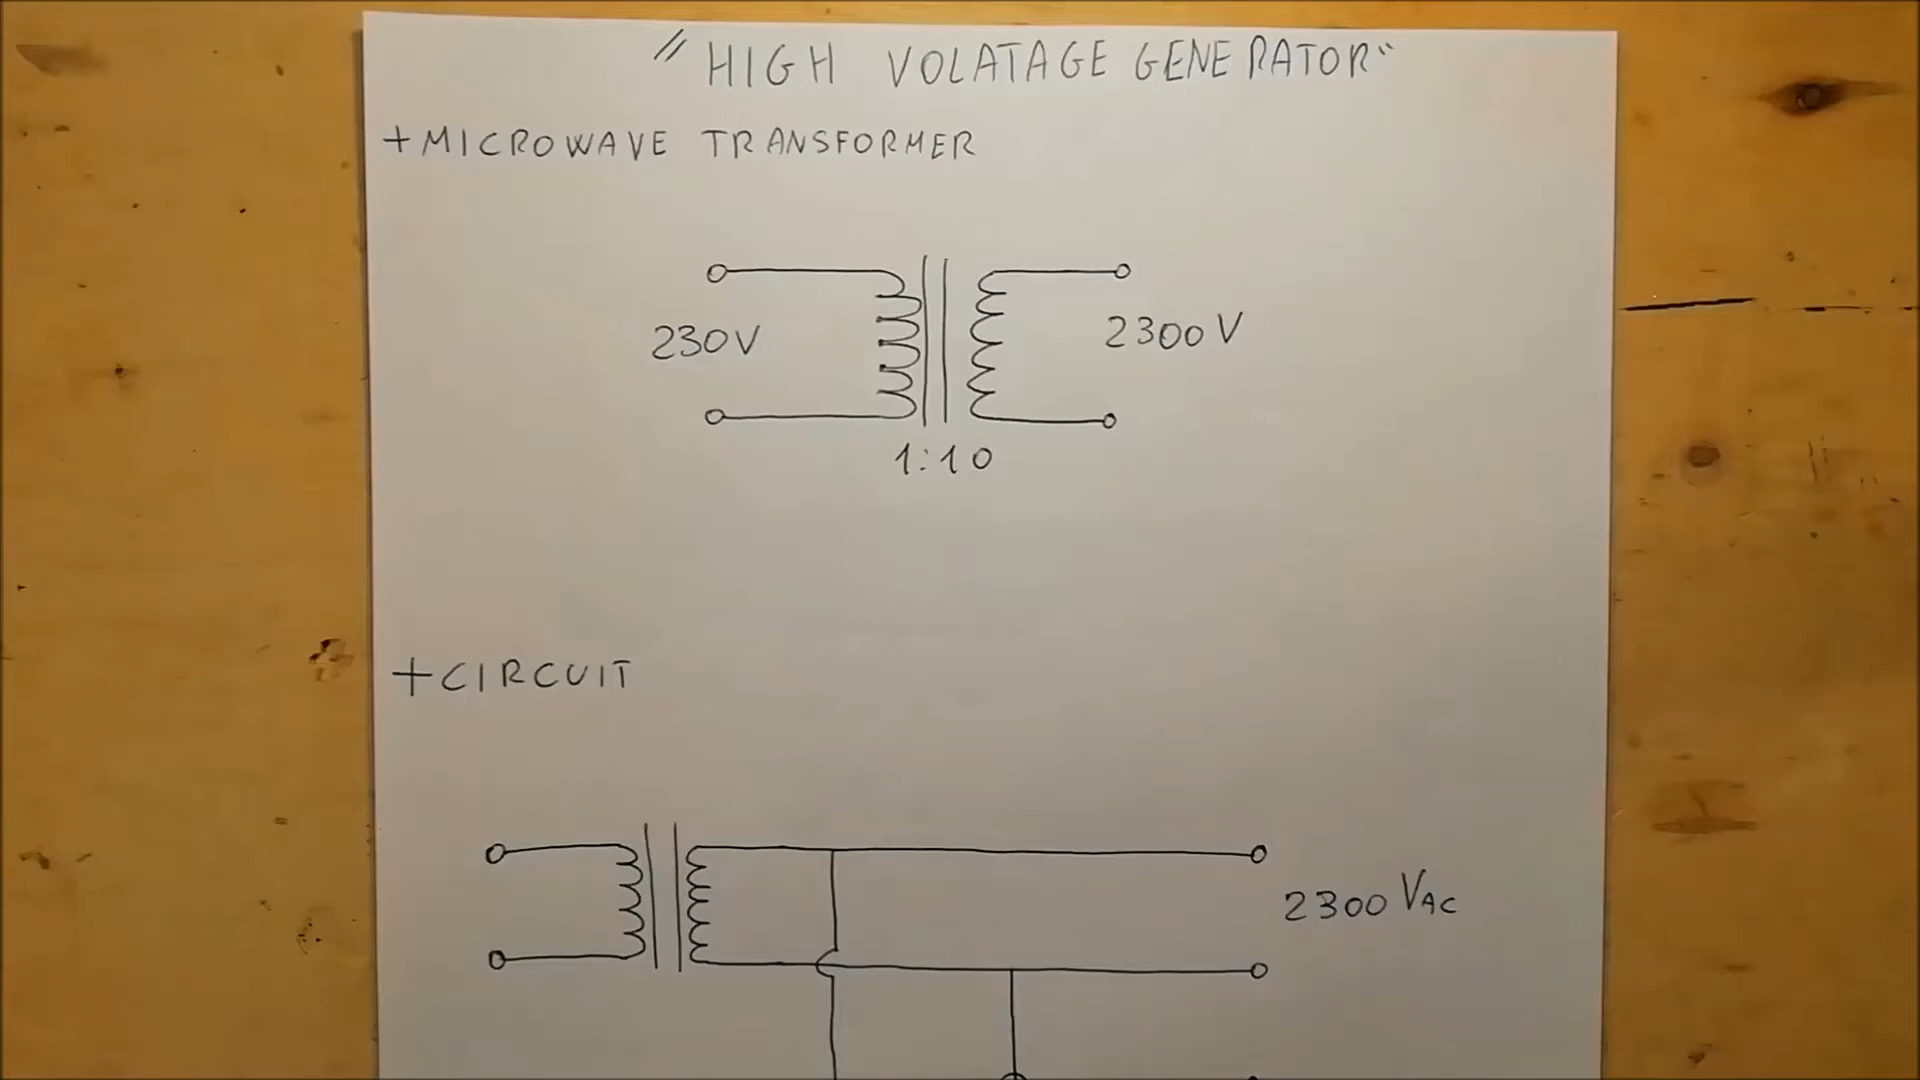 "HIGH VOLATAGE GENERATOR"
+MICROWAVE TRANSFORMER
230V
2300V
1:10
+CIRCUIT
2300 VAC